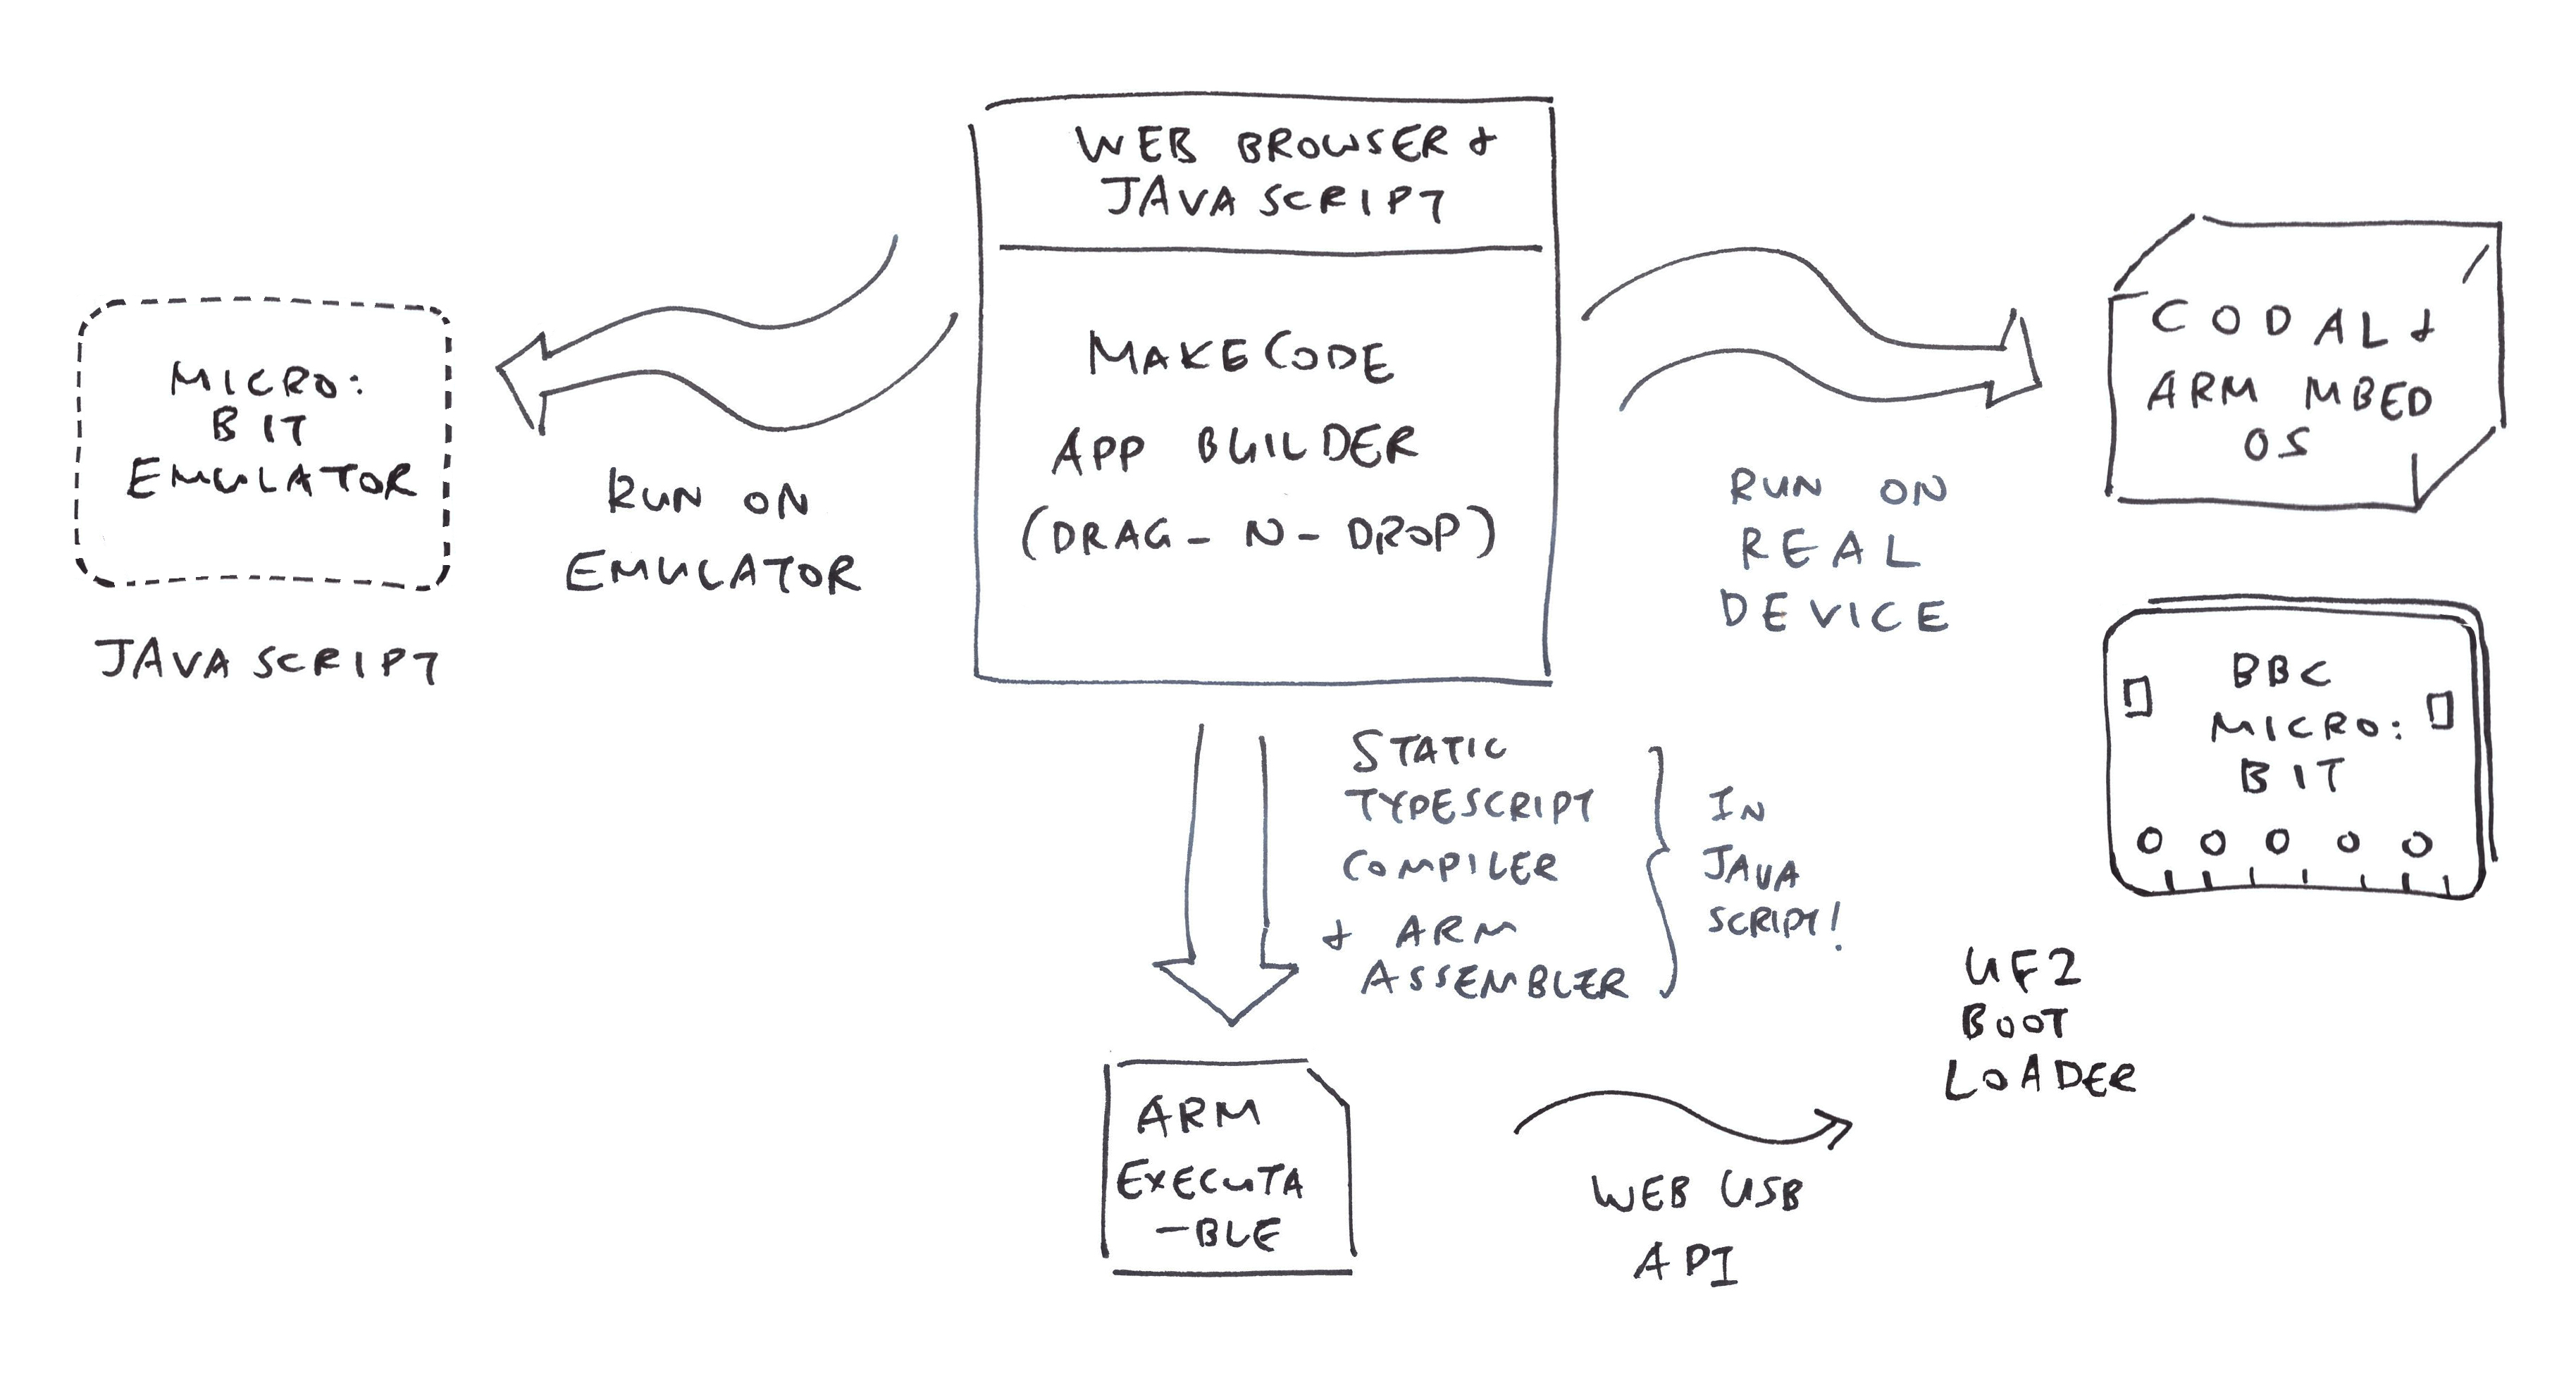 WEB BROWSER &
JAVA SCRIPT
MAKECODE
APP BUILDER
(DRAG-N-DROP)
MICRO:
BIT
EMULATOR
JAVA SCRIPT
RUN ON
EMULATOR
RUN ON
REAL
DEVICE
CODAL &
ARM MBED
OS
BBC
MICRO:
BIT
STATIC
TYPESCRIPT
COMPILER
& ARM
ASSEMBLER
IN
JAVA
SCRIPT!
ARM
EXECUTA
-BLE
WEB USB
API
UF2
BOOT
LOADER